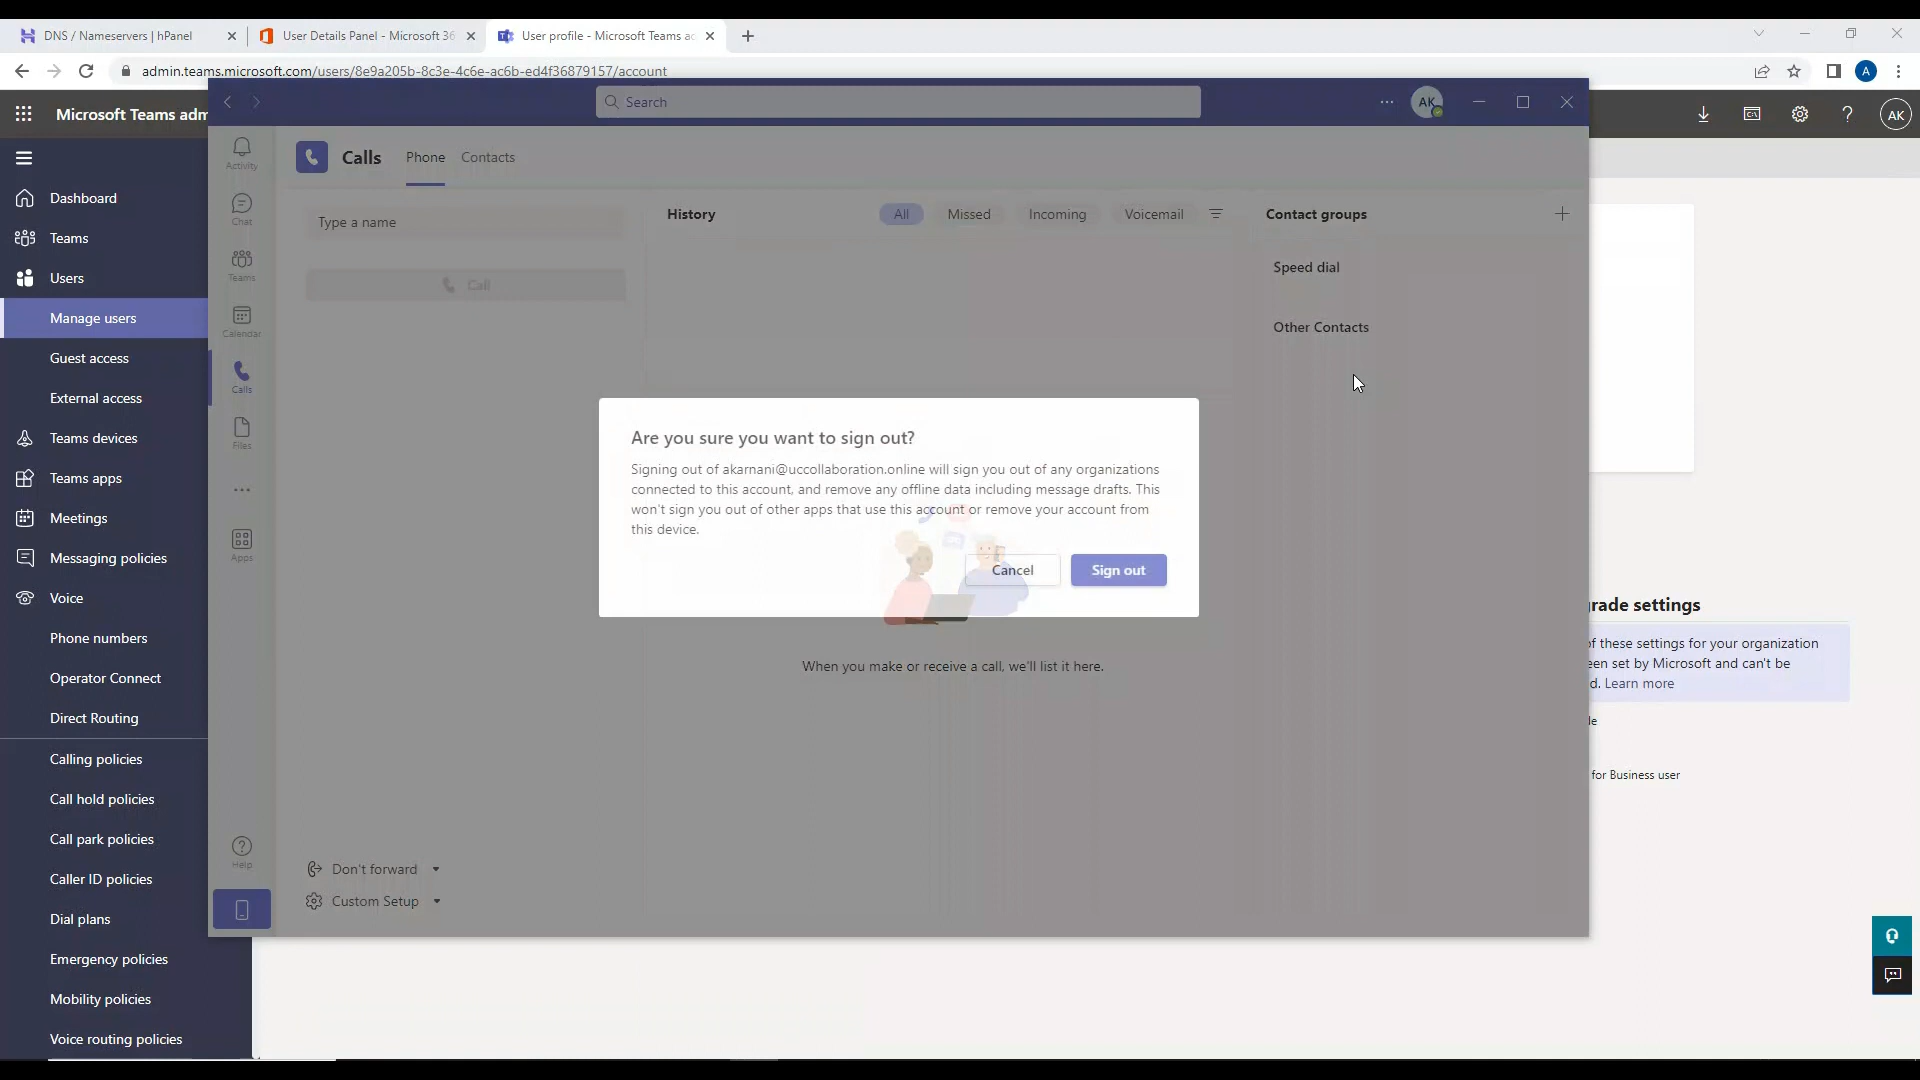 DNS / Nameservers | hPanel
User Details Panel - Microsoft 36
User profile - Microsoft Teams ac
admin.teams.microsoft.com/users/8e9a205b-8c3e-4c6e-ac6b-ed4f36879157/account
A
Microsoft Teams adm
Search
AK
AK
Dashboard
Teams
Users
Manage users
Guest access
External access
Teams devices
Teams apps
Meetings
Messaging policies
Voice
Phone numbers
Operator Connect
Direct Routing
Calling policies
Call hold policies
Call park policies
Caller ID policies
Dial plans
Emergency policies
Mobility policies
Voice routing policies
Activity
Chat
Teams
Calendar
Calls
Files
Apps
Help
Calls
Phone
Contacts
Type a name
Call
Don't forward
Custom Setup
History
All
Missed
Incoming
Voicemail
When you make or receive a call, we'll list it here.
Contact groups
Speed dial
Other Contacts
Are you sure you want to sign out?
Signing out of akarnani@uccollaboration.online will sign you out of any organizations
connected to this account, and remove any offline data including message drafts. This
won't sign you out of other apps that use this account or remove your account from
this device.
Cancel
Sign out
rade settings
of these settings for your organization
een set by Microsoft and can't be
d. Learn more
le
for Business user